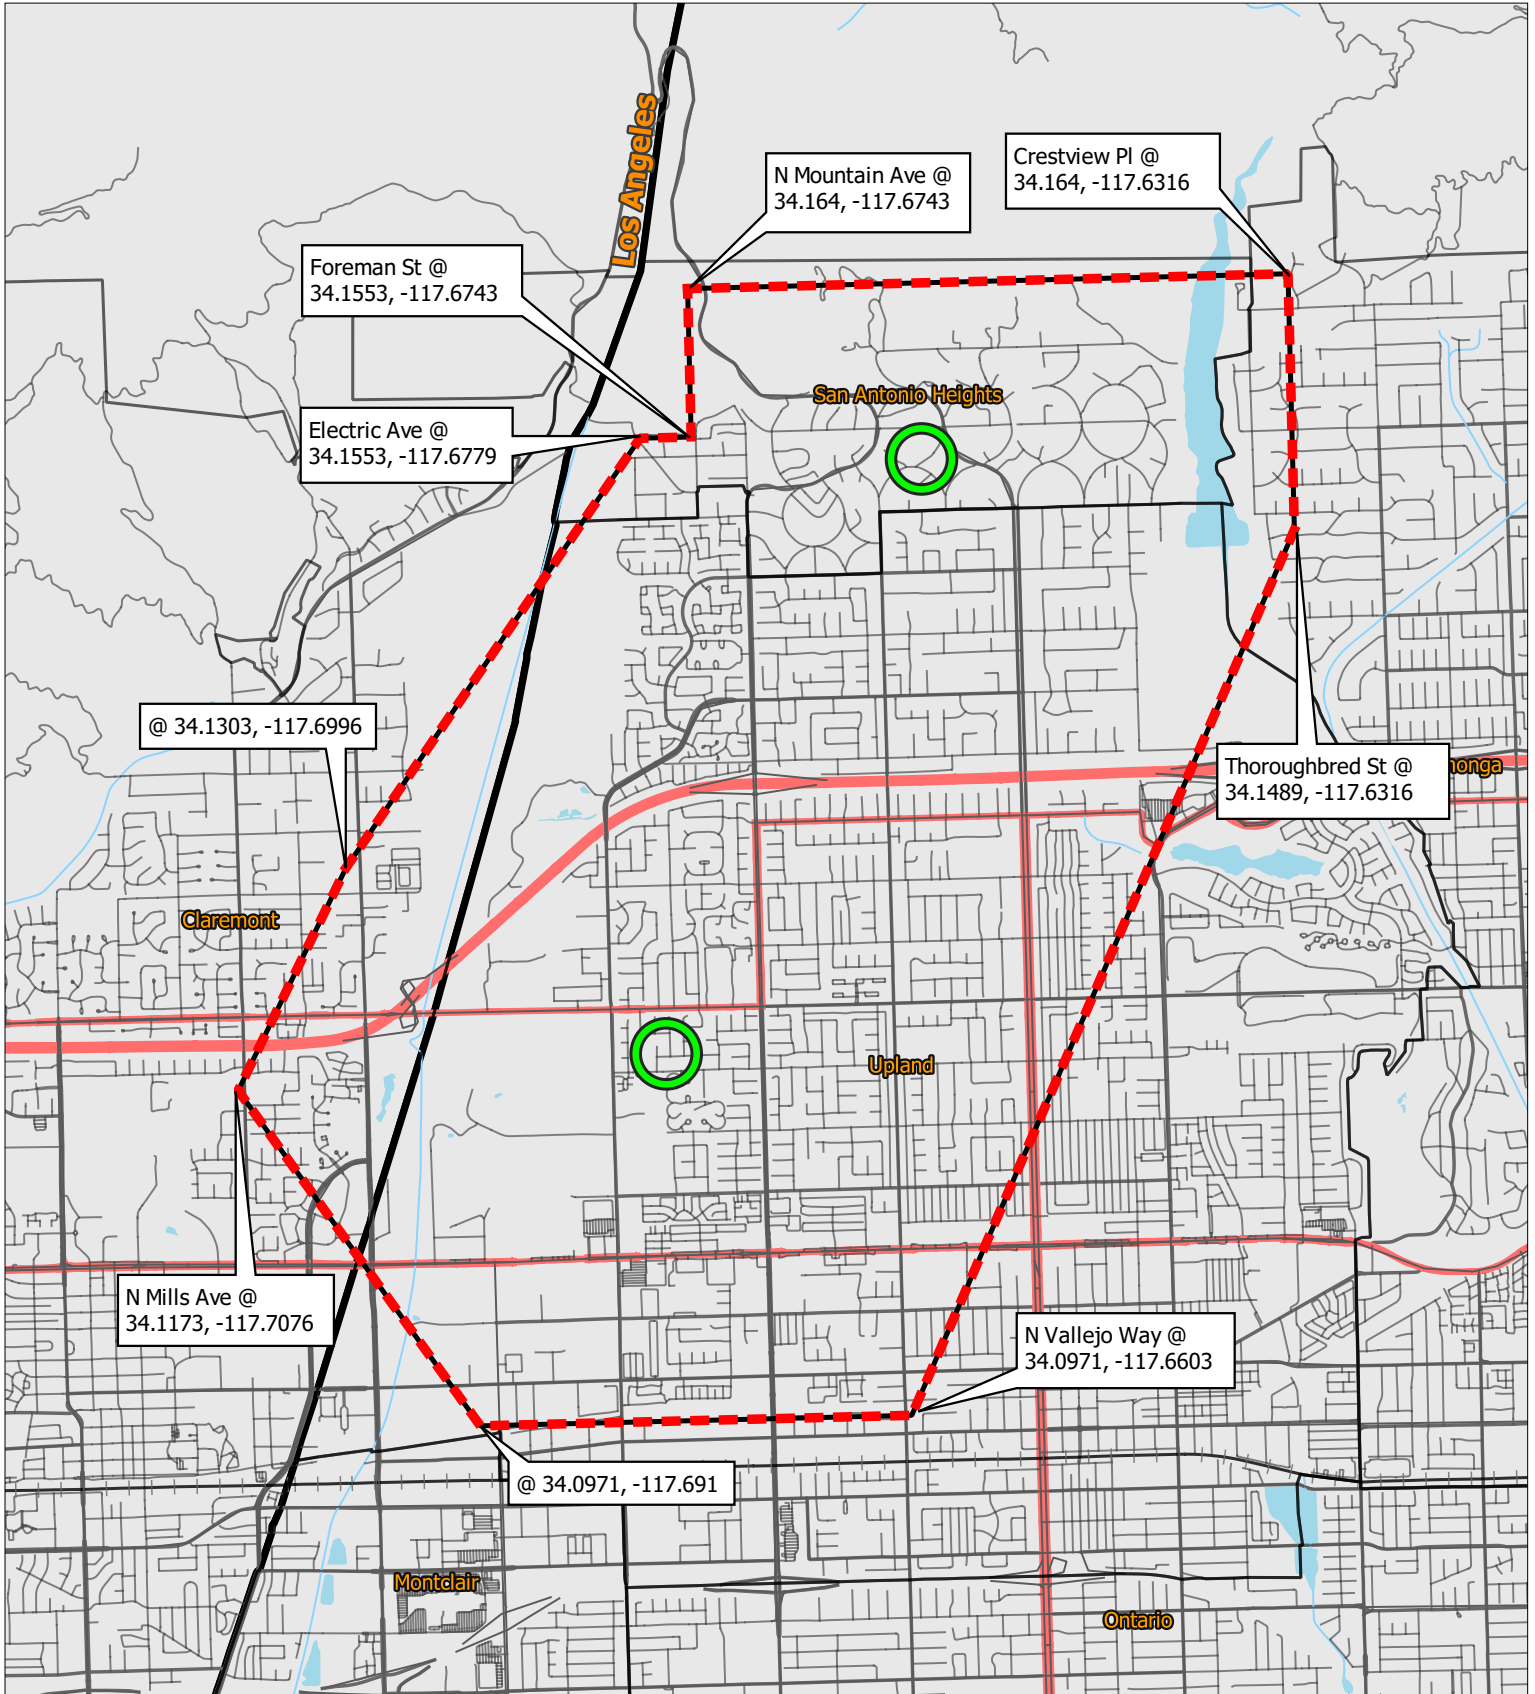 Los Angeles
N Mountain Ave @
34.164, -117.6743
Crestview Pl @
34.164, -117.6316
Foreman St @
34.1553, -117.6743
San Antonio Heights
Electric Ave @
34.1553, -117.6779
@ 34.1303, -117.6996
Thoroughbred St @
34.1489, -117.6316
onga
Claremont
Upland
N Mills Ave @
34.1173, -117.7076
N Vallejo Way @
34.0971, -117.6603
@ 34.0971, -117.691
Montclair
Ontario